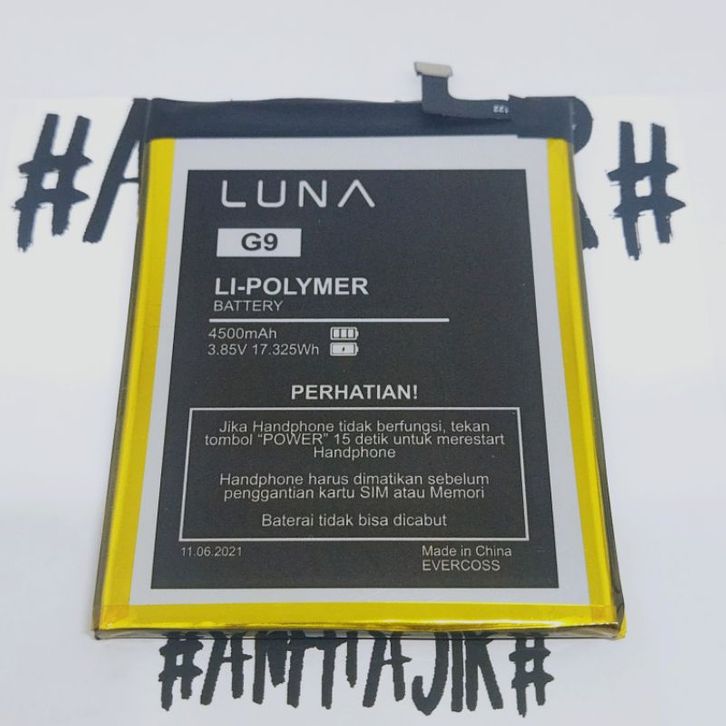 122
LUNA
G9
LI-POLYMER
BATTERY
4500mAh
3.85V 17.325Wh
PERHATIAN!
Jika Handphone tidak berfungsi, tekan
tombol “POWER” 15 detik untuk merestart
Handphone
Handphone harus dimatikan sebelum
penggantian kartu SIM atau Memori
Baterai tidak bisa dicabut
11.06.2021
Made in China
EVERCOSS